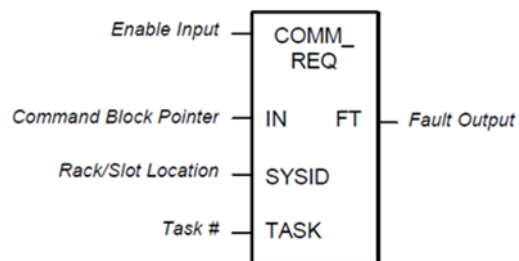 Enable Input
COMM_
REQ
Command Block Pointer IN FT Fault Output
Rack/Slot Location SYSID
Task # TASK